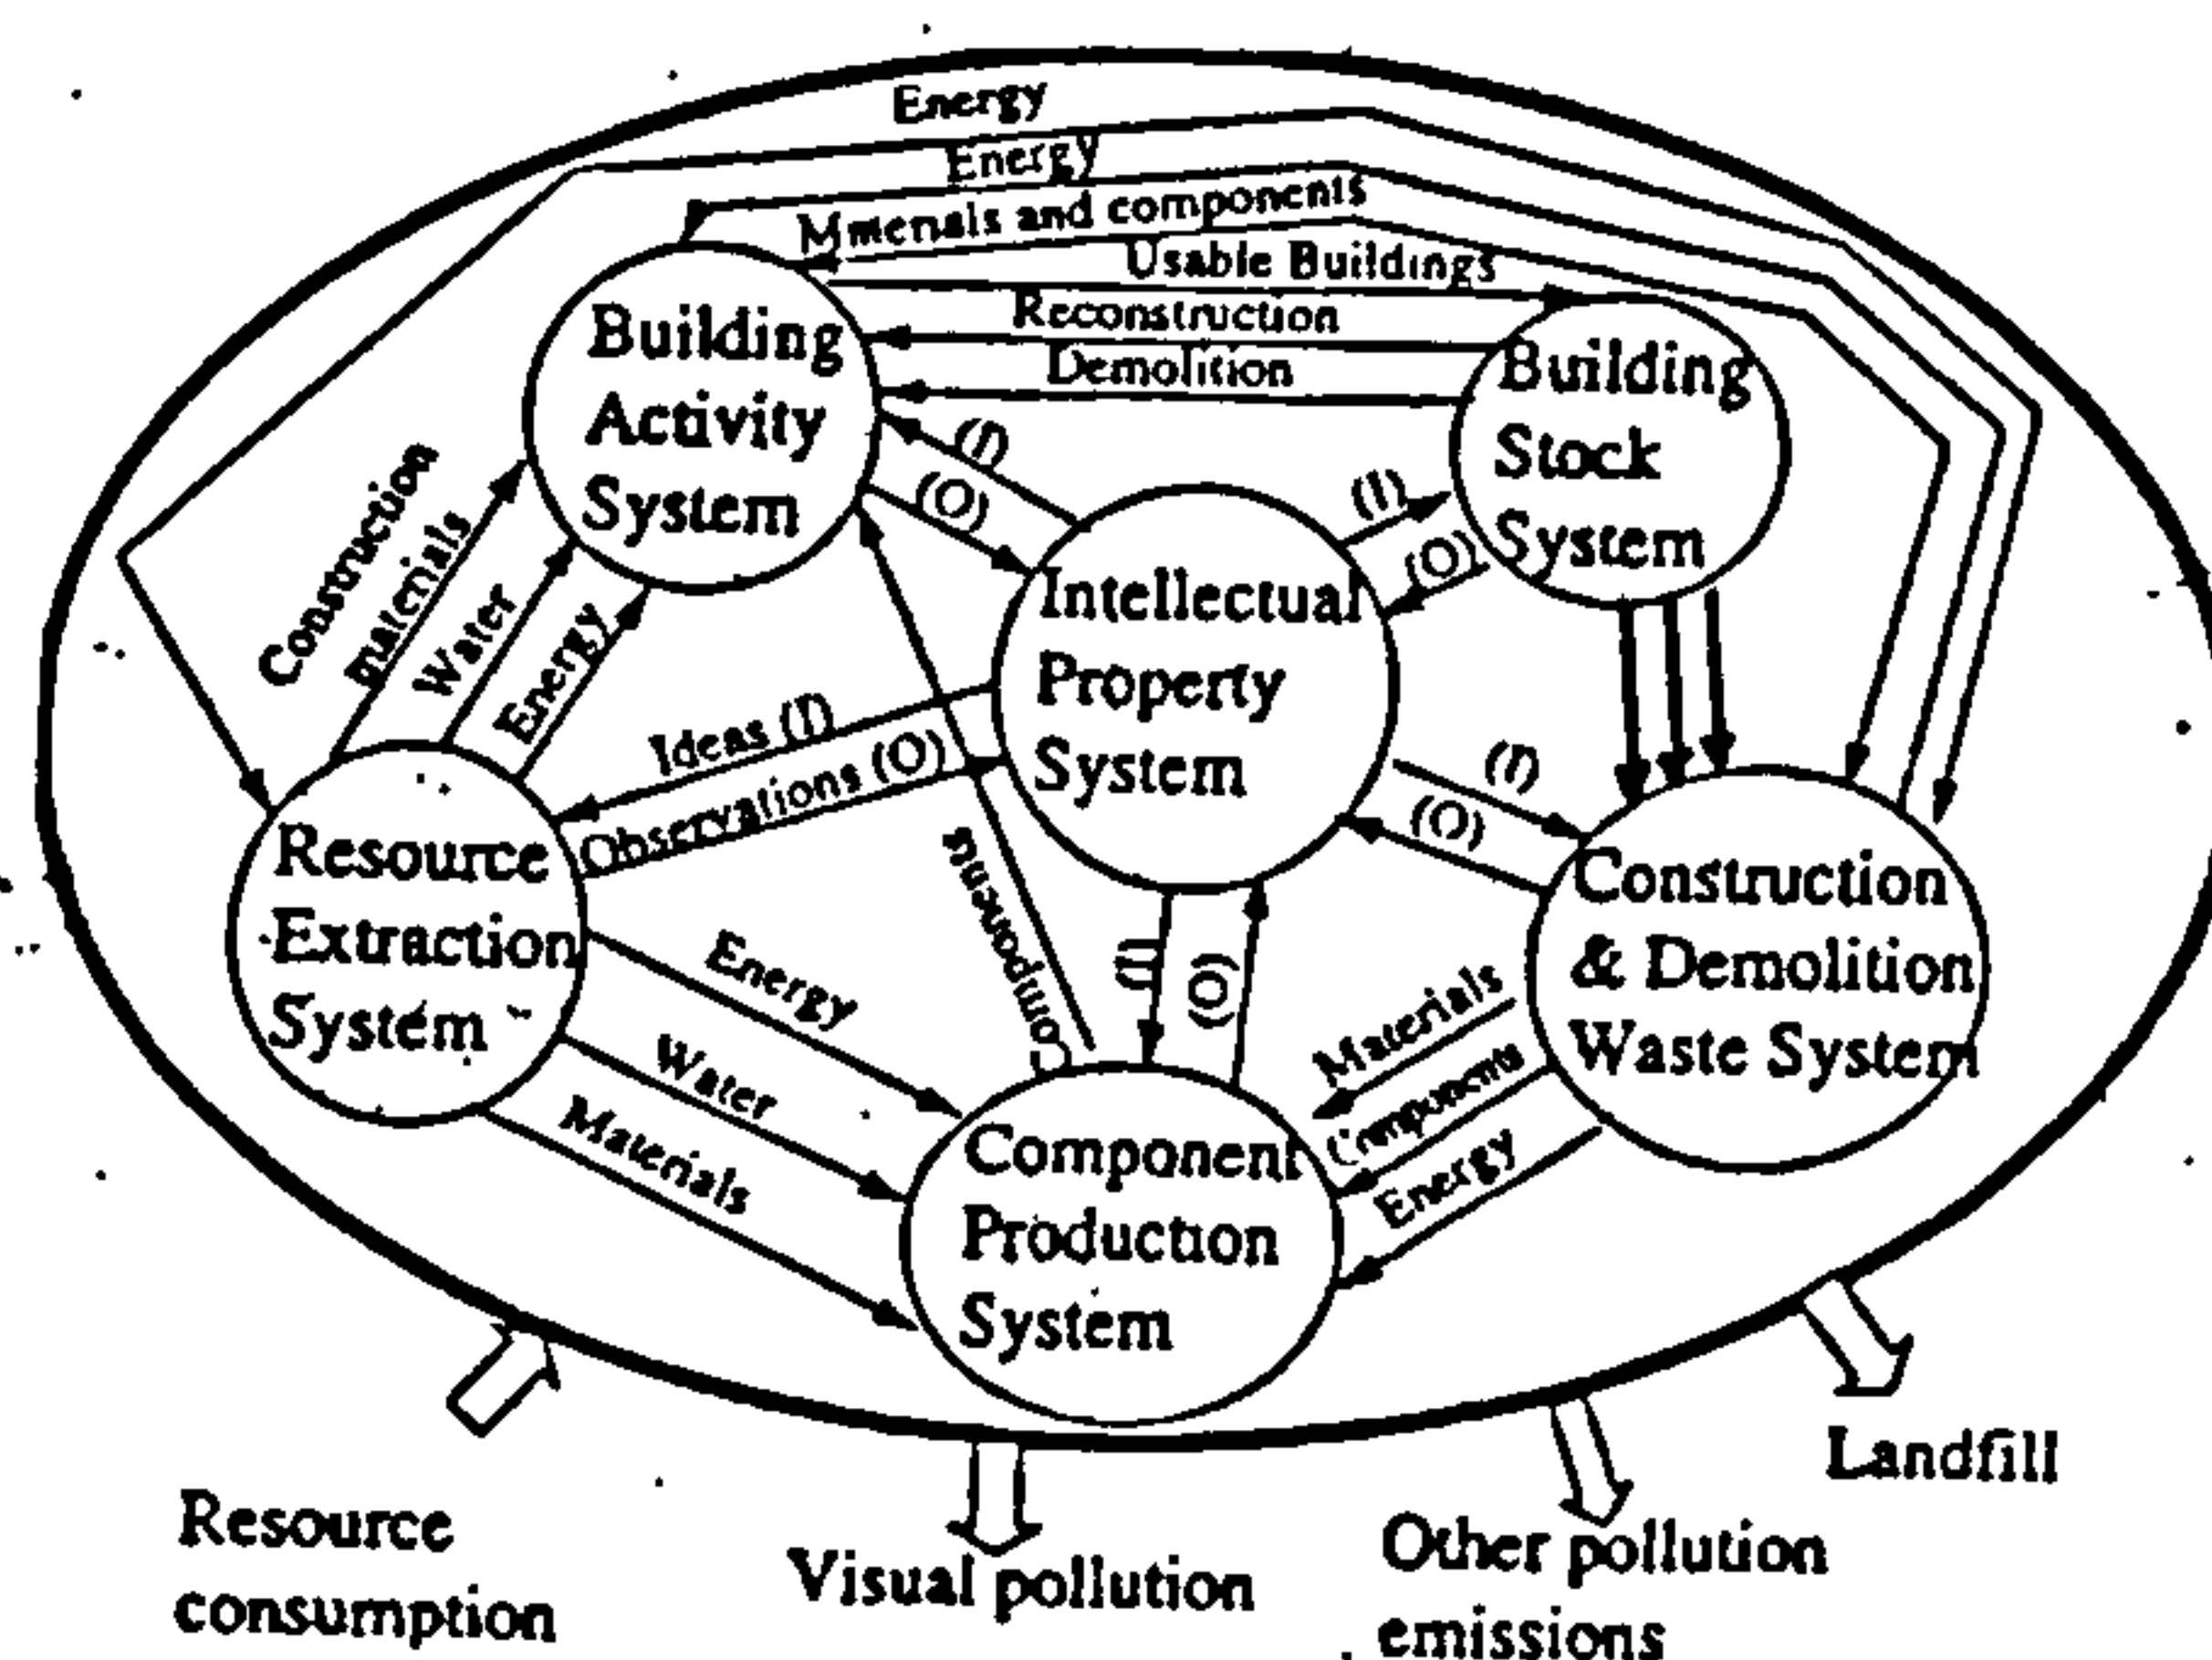 Energy
Energy
Materials and components
Usable Buildings
Reconstruction
Demolition
Building
Activity
System
Building
Stock
System
(I)
(O)
(I)
(O)
Construction
materials
Water
Energy
Intellectual
Property
System
Ideas (I)
Observations (O)
(I)
(O)
Resource
Extraction
System
Construction
& Demolition
Waste System
Component
(I)
(O)
Energy
Water
Materials
Materials
Components
Energy
Component
Production
System
Landfill
Resource
consumption
Visual pollution
Other pollution
emissions